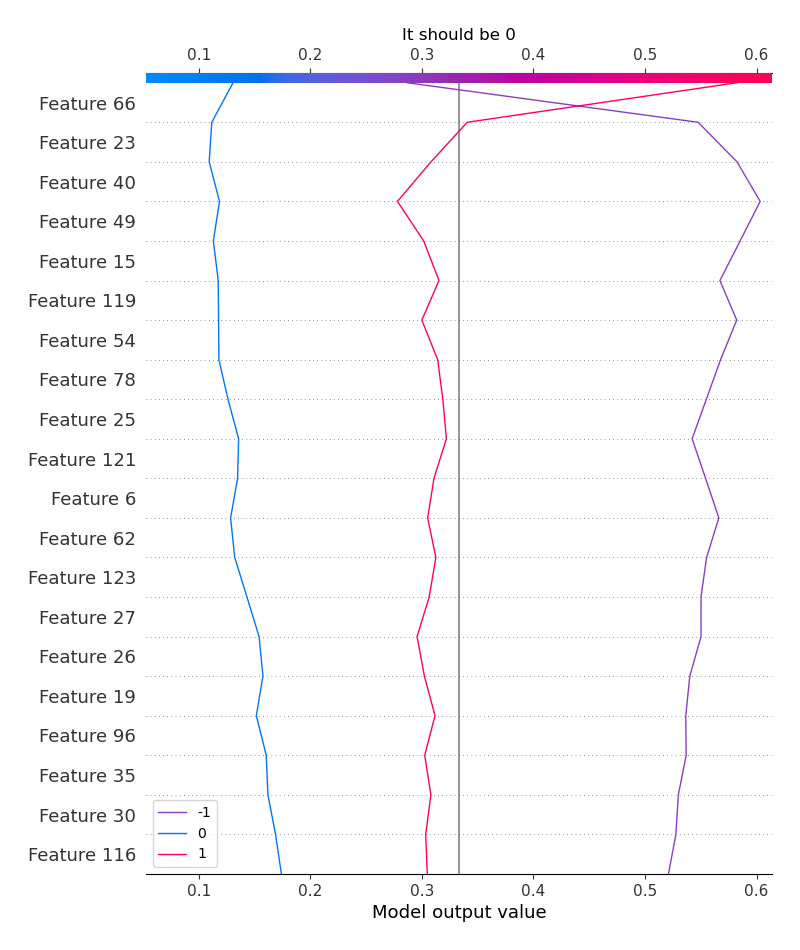 It should be 0
0.1 0.2 0.3 0.4 0.5 0.6
Feature 66
Feature 23
Feature 40
Feature 49
Feature 15
Feature 119
Feature 54
Feature 78
Feature 25
Feature 121
Feature 6
Feature 62
Feature 123
Feature 27
Feature 26
Feature 19
Feature 96
Feature 35
Feature 30
Feature 116
-1
0
1
0.1 0.2 0.3 0.4 0.5 0.6
Model output value